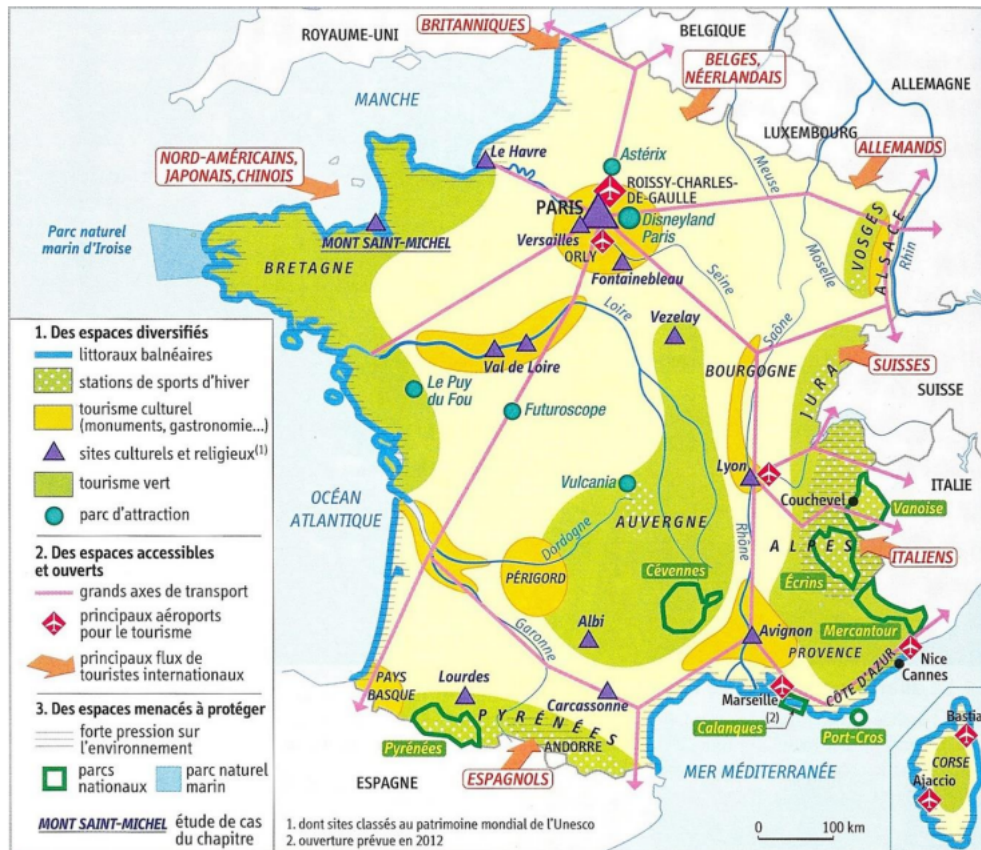 BRITANNIQUES
ROYAUME-UNI
BELGIQUE
BELGES,
NÉERLANDAIS
ALLEMAGNE
MANCHE
LUXEMBOURG
ALLEMANDS
NORD-AMÉRICAINS,
JAPONAIS,CHINOIS
Le Havre
Astérix
Meuse
ROISSY-CHARLES-
DE-GAULLE
PARIS
Disneyland
Paris
Versailles
ORLY
Fontainebleau
MONT SAINT-MICHEL
Parc naturel
marin d'Iroise
BRETAGNE
VOSGES
ALSACE
Rhin
Moselle
Seine
Loire
Vezelay
Saône
BOURGOGNE
JURA
SUISSES
SUISSE
1. Des espaces diversifiés
littoraux balnéaires
stations de sports d'hiver
tourisme culturel
(monuments, gastronomie...)
sites culturels et religieux(1)
tourisme vert
parc d'attraction
2. Des espaces accessibles
et ouverts
grands axes de transport
principaux aéroports
pour le tourisme
principaux flux de
touristes internationaux
3. Des espaces menacés à protéger
forte pression sur
l'environnement
parcs
nationaux
parc naturel
marin
MONT SAINT-MICHEL
étude de cas
du chapitre
Val de Loire
Le Puy
du Fou
Futuroscope
OCÉAN
ATLANTIQUE
Vulcania
Lyon
ITALIE
Couchevel
Vanoise
AUVERGNE
Dordogne
Rhône
ALPES
ITALIENS
Écrins
PÉRIGORD
Cévennes
Mercantour
Garonne
Albi
Avignon
PROVENCE
CÔTE D'AZUR
Nice
Cannes
PAYS
BASQUE
Lourdes
Carcassonne
Marseille
(2)
Calanques
Port-Cros
Bastia
PYRÉNÉES
Pyrénées
ANDORRE
CORSE
Ajaccio
ESPAGNE
ESPAGNOLS
MER MÉDITERRANÉE
1. dont sites classés au patrimoine mondial de l'Unesco
2. ouverture prévue en 2012
0 100 km